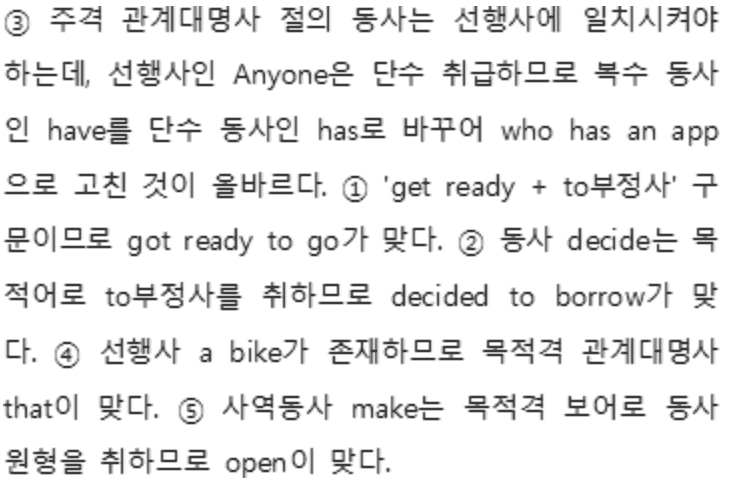 ③ 주격 관계대명사 절의 동사는 선행사에 일치시켜야
하는데, 선행사인 Anyone은 단수 취급하므로 복수 동사
인 have를 단수 동사인 has로 바꾸어 who has an app
으로 고친 것이 올바르다. ① 'get ready + to부정사' 구
문이므로 got ready to go가 맞다. ② 동사 decide는 목
적어로 to부정사를 취하므로 decided to borrow가 맞
다. ④ 선행사 a bike가 존재하므로 목적격 관계대명사
that이 맞다. ⑤ 사역동사 make는 목적격 보어로 동사
원형을 취하므로 open이 맞다.